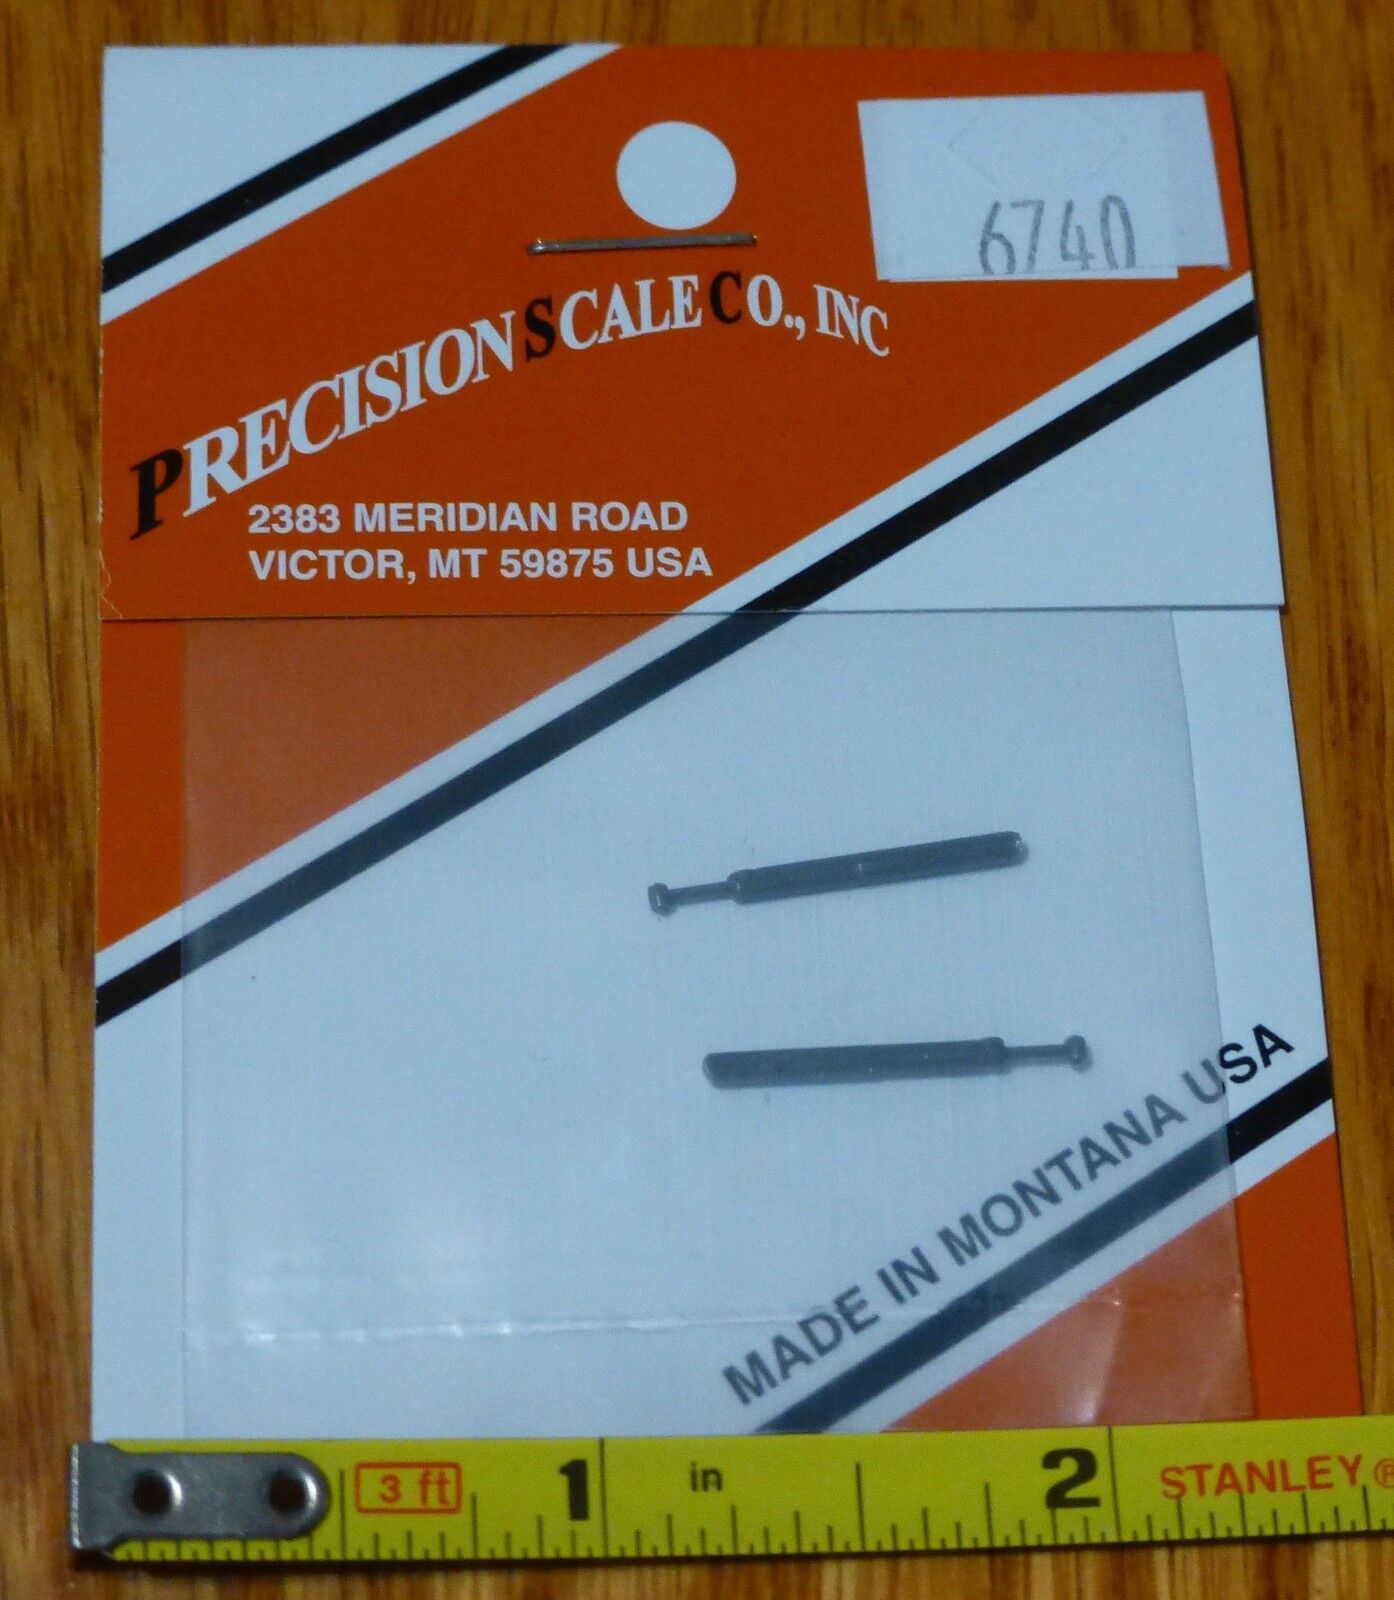 6740
PRECISION SCALE CO., INC
2383 MERIDIAN ROAD
VICTOR, MT 59875 USA
MADE IN MONTANA USA
3 ft 1 in 2 STANLEY®